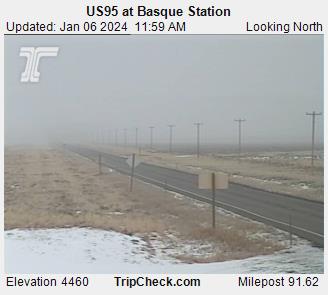 US95 at Basque Station
Updated: Jan 06 2024 11:59 AM Looking North
Elevation 4460 TripCheck.com Milepost 91.62